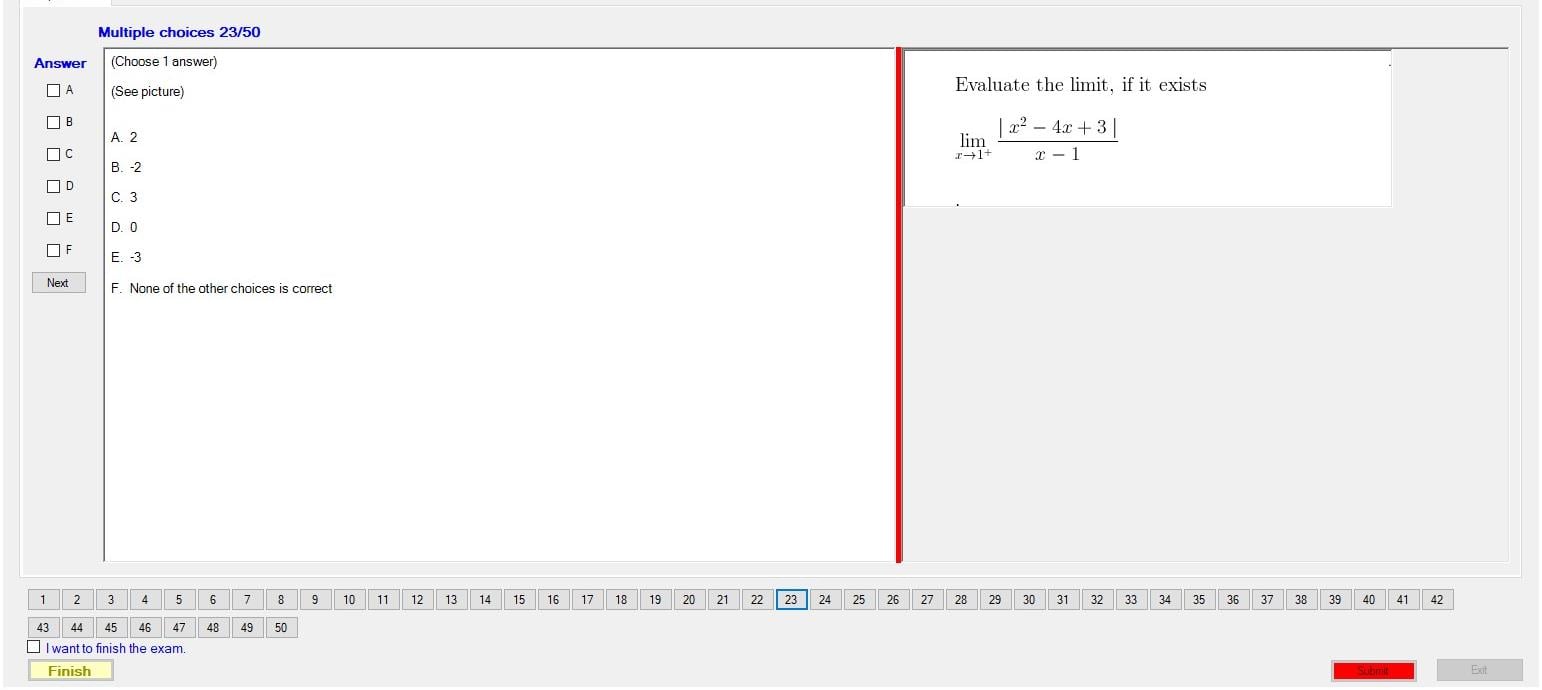 Multiple choices 23/50
Answer
(Choose 1 answer)
A
(See picture)
B
C
D
E
F
Next
A. 2
B. -2
C. 3
D. 0
E. -3
F. None of the other choices is correct
Evaluate the limit, if it exists
lim x→1+ | x² − 4x + 3 | / x − 1
1 2 3 4 5 6 7 8 9 10 11 12 13 14 15 16 17 18 19 20 21 22 23 24 25 26 27 28 29 30 31 32 33 34 35 36 37 38 39 40 41 42
43 44 45 46 47 48 49 50
I want to finish the exam.
Finish
Submit
Exit